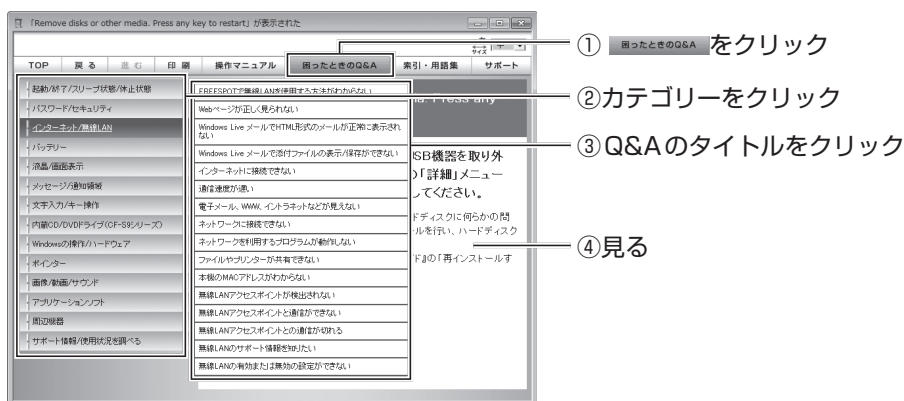 「Remove disks or other media. Press any key to restart」が表示された
サイズ 中
TOP 戻る 進む 印刷 操作マニュアル 困ったときのQ&A 索引・用語集 サポート
起動/終了/スリープ状態/休止状態
パスワード/セキュリティ
インターネット/無線LAN
バッテリー
液晶/画面表示
メッセージ/通知領域
文字入力/キー操作
内蔵CD/DVDドライブ(CF-S9シリーズ)
Windowsの操作/ハードウェア
ポインター
画像/動画/サウンド
アプリケーションソフト
周辺機器
サポート情報/使用状況を調べる
FREESPOTで無線LANを使用する方法がわからない
Webページが正しく見られない
Windows Live メールでHTML形式のメールが正常に表示され
ない
Windows Live メールで添付ファイルの表示/保存ができない
インターネットに接続できない
通信速度が遅い
電子メール、WWW、イントラネットなどが見えない
ネットワークに接続できない
ネットワークを利用するプログラムが動作しない
ファイルやプリンターが共有できない
本機のMACアドレスがわからない
無線LANアクセスポイントが検出されない
無線LANアクセスポイントと通信ができない
無線LANアクセスポイントとの通信が切れる
無線LANのサポート情報を知りたい
無線LANの有効または無効の設定ができない
ia. Press any
SB機器を取り外
の「詳細」メニュー
してください。
ドディスクに何らかの問
ールを行い、ハードディスク
ド』の「再インストールす
① 困ったときのQ&A をクリック
②カテゴリーをクリック
③Q&Aのタイトルをクリック
④見る